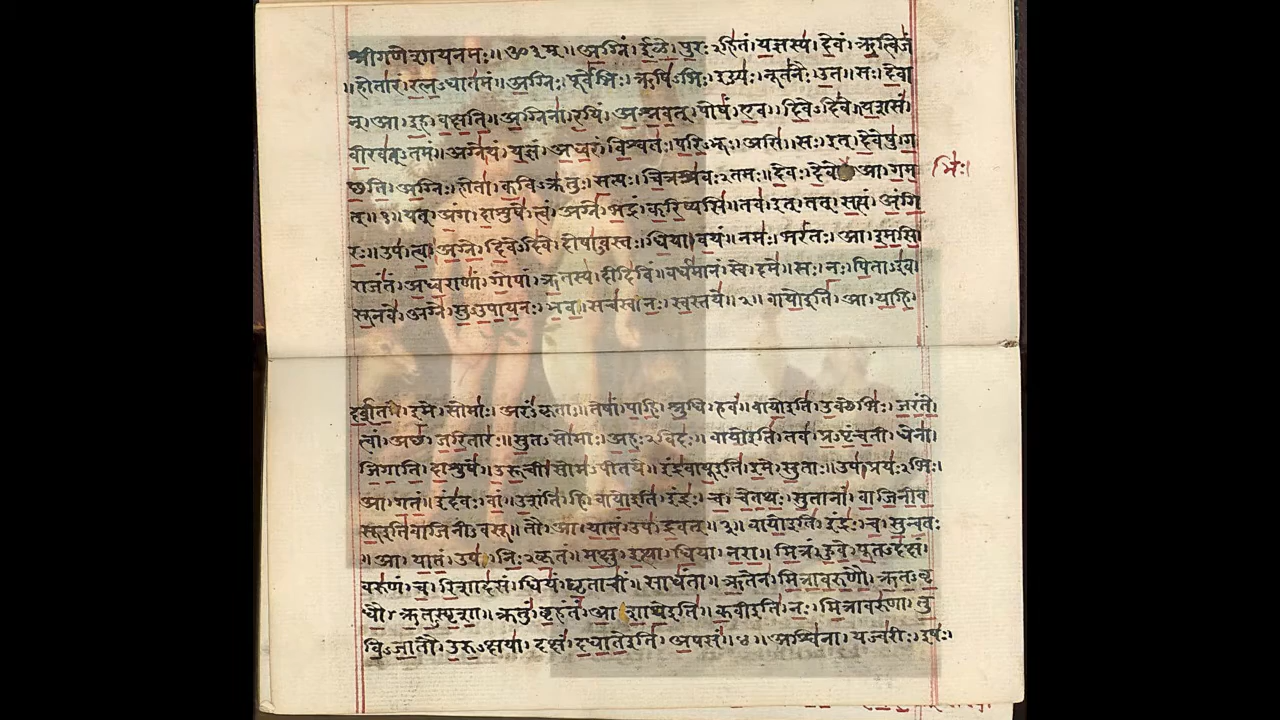 श्रीगणेशायनमः॥ॐ३म्॥अग्निं।ईळे।पुरःऽहितं।यज्ञस्य।देवं।ऋत्विजं
॥होतारं।रत्नऽधातमं॥अग्निः।पूर्वेभिः।ऋषिऽभिः।ईड्यः।नूतनैः।उत॥सः।देवा
न्।आ।इह।वक्षति॥अग्निना।रयिं।अश्नवत्।पोषं।एव।दिवेऽदिवे॥यशसं
वीरवत्ऽतमं॥अग्ने।यं।यज्ञं।अध्वरं।विश्वतः।परिऽभूः।असि॥सः।इत्।देवेषु।ग
च्छति॥अग्निः।होता।कविऽक्रतुः।सत्यः।चित्रश्रवःऽतमः॥देवः।देवे आ।गम
भिः।
त्॥१॥यत्।अंग।दाशुषे।त्वं।अग्ने।भद्रं।करिष्यसि॥तव।इत्।तत्।सत्यं।अंगि
रः॥उप।त्वा।अग्ने।दिवेऽदिवे।दोषाऽवस्तः।धिया।वयं॥नमः।भरंतः।आ।इमसि
राजंतं।अध्वराणां।गोपां।ऋतस्य।दीदिविं॥वर्धमानं।स्वे।दमे॥सः।नः।पिताऽइव
सूनवे।अग्ने।सुऽउपायनः।भव॥सचस्व।नः।स्वस्तये॥२॥वायोइति।आ।याहि
दर्शत।इमे।सोमाः।अरंऽकृताः॥तेषां।पाहि।श्रुधि।हवं॥वायोइति।उक्थेभिः।जरंते
त्वां।अच्छ।जरितारः॥सुतऽसोमाः।अहःऽविदः॥वायोइति।तव।प्रऽपृंचती।धेना
जिगाति।दाशुषे॥उरूची।सोमऽपीतये॥इंद्रवायूइति।इमे।सुताः॥उप।प्रयःऽभिः।
आ।गतं॥इंदवः।वां।उशंति।हि॥वायोइति।इंद्रः।च।चेतथः।सुतानां।वाजिनीव
सूइतिवाजिनीऽवसू॥तौ।आ।यातं।उप।द्रवत्॥३॥वायोइति।इंद्रः।च।सुन्वतः
॥आ।यातं।उप।निःऽकृतं॥मक्षु।इत्था।धिया।नरा॥मित्रं।हुवे।पूतऽदक्षं।
वरुणं।च।रिशादसं॥धियं।घृताचीं।साधंता॥ऋतेन।मित्रावरुणौ।ऋतऽवृ
धौ।ऋतऽस्पृशा॥क्रतुं।बृहंतं।आशाथेइति॥कवीइति।नः।मित्रावरुणा।तु
विऽजातौ।उरुऽक्षया॥दक्षं।दधातेइति।अपसं॥४॥अश्विना।यज्वरीः।इषः।